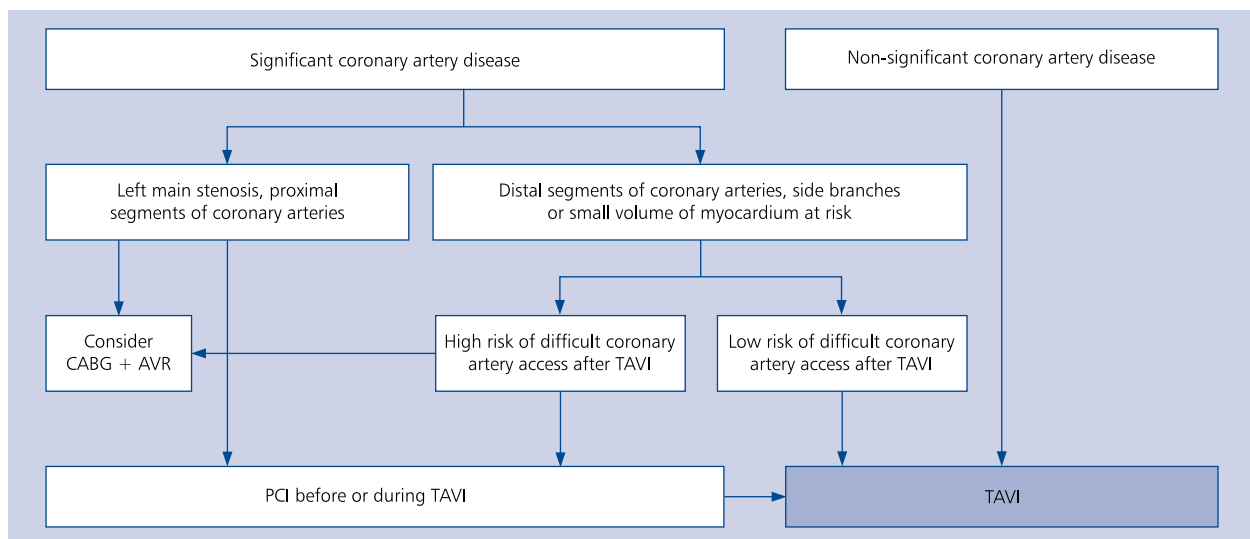 Significant coronary artery disease
Non-significant coronary artery disease
Left main stenosis, proximal
segments of coronary arteries
Distal segments of coronary arteries, side branches
or small volume of myocardium at risk
Consider
CABG + AVR
High risk of difficult coronary
artery access after TAVI
Low risk of difficult coronary
artery access after TAVI
PCI before or during TAVI
TAVI